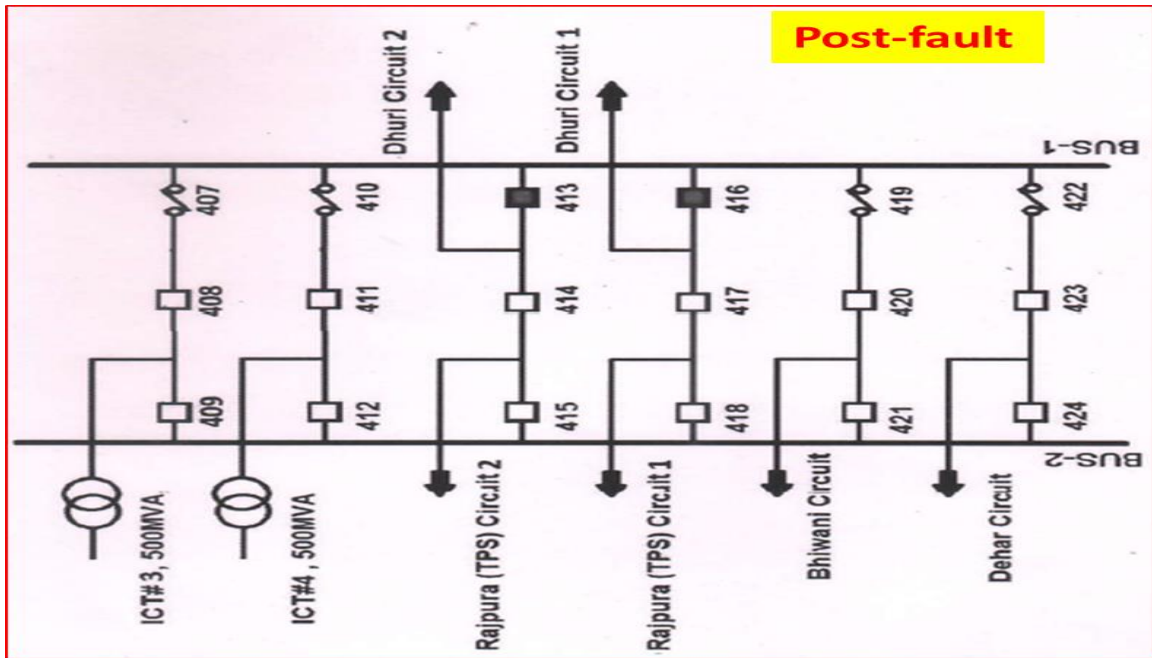 Post-fault
Dhuri Circuit 2
Dhuri Circuit 1
BUS-1
407
410
413
416
419
422
408
411
414
417
420
423
409
412
415
418
421
424
BUS-2
ICT#3, 500MVA
ICT#4 , 500MVA
Rajpura (TPS) Circuit 2
Rajpura (TPS) Circuit 1
Bhiwani Circuit
Dehar Circuit